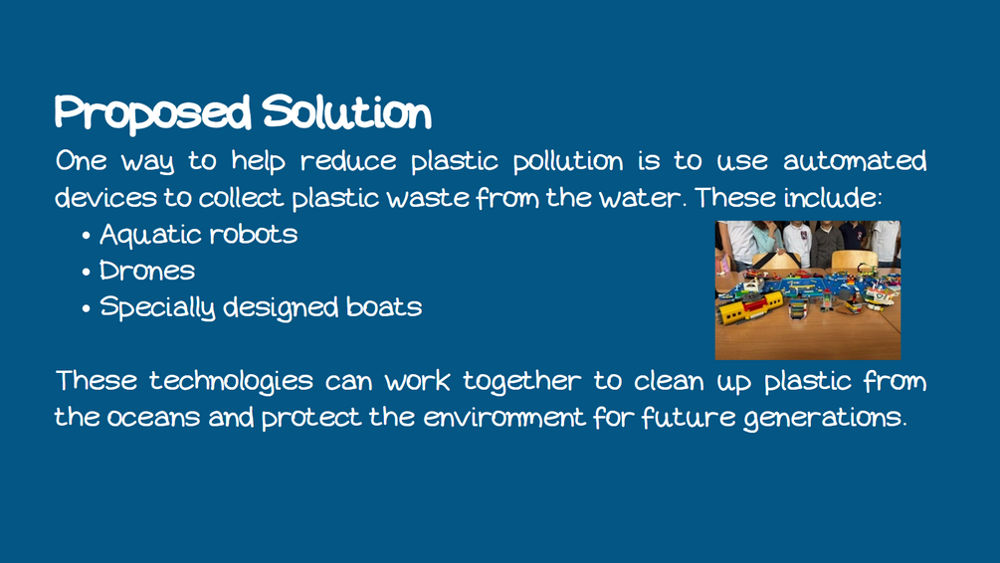 Proposed Solution
One way to help reduce plastic pollution is to use automated
devices to collect plastic waste from the water. These include:
• Aquatic robots
• Drones
• Specially designed boats
These technologies can work together to clean up plastic from
the oceans and protect the environment for future generations.